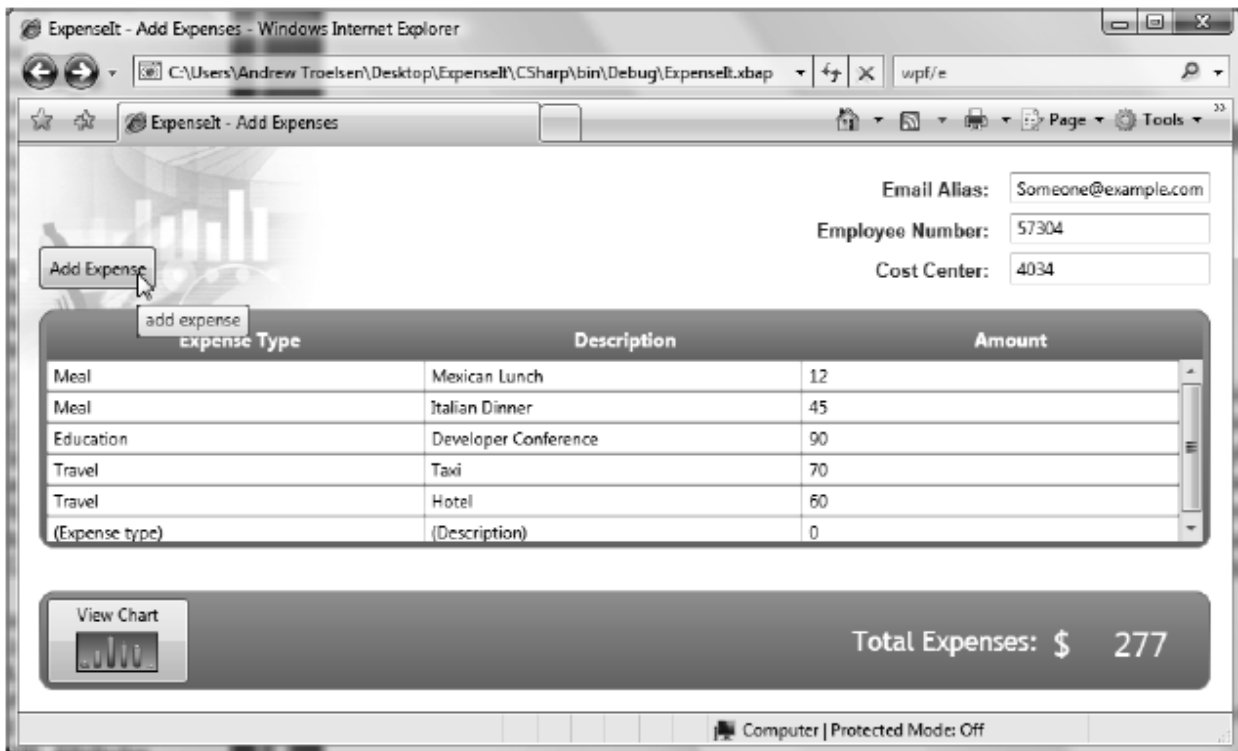 ExpenseIt - Add Expenses - Windows Internet Explorer
C:\Users\Andrew Troelsen\Desktop\ExpenseIt\CSharp\bin\Debug\ExpenseIt.xbap
wpf/e
ExpenseIt - Add Expenses
Page
Tools
Email Alias: Someone@example.com
Employee Number: 57304
Cost Center: 4034
Add Expense
add expense
Expense Type Description Amount
Meal Mexican Lunch 12
Meal Italian Dinner 45
Education Developer Conference 90
Travel Taxi 70
Travel Hotel 60
(Expense type) (Description) 0
View Chart
Total Expenses: $ 277
Computer | Protected Mode: Off